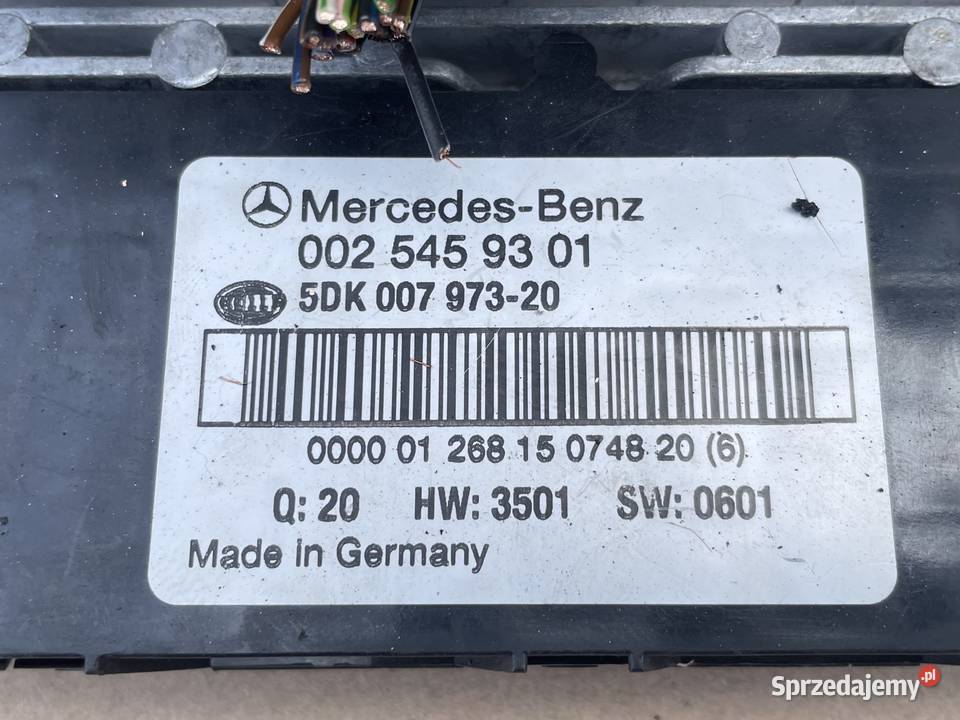 Mercedes-Benz
002 545 93 01
5DK 007 973-20
0000 01 268 15 0748 20 (6)
Q: 20 HW: 3501 SW: 0601
Made in Germany
Sprzedajemy.pl